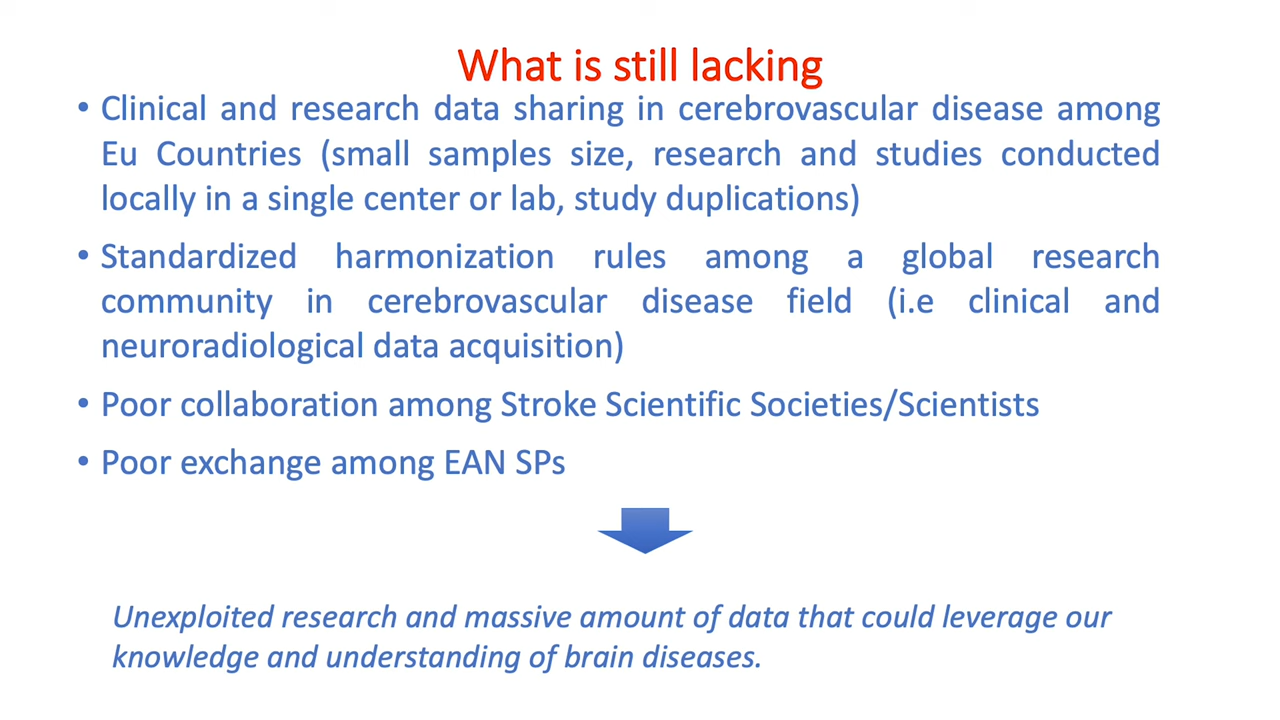 What is still lacking
• Clinical and research data sharing in cerebrovascular disease among
Eu Countries (small samples size, research and studies conducted
locally in a single center or lab, study duplications)
• Standardized harmonization rules among a global research
community in cerebrovascular disease field (i.e clinical and
neuroradiological data acquisition)
• Poor collaboration among Stroke Scientific Societies/Scientists
• Poor exchange among EAN SPs
Unexploited research and massive amount of data that could leverage our
knowledge and understanding of brain diseases.